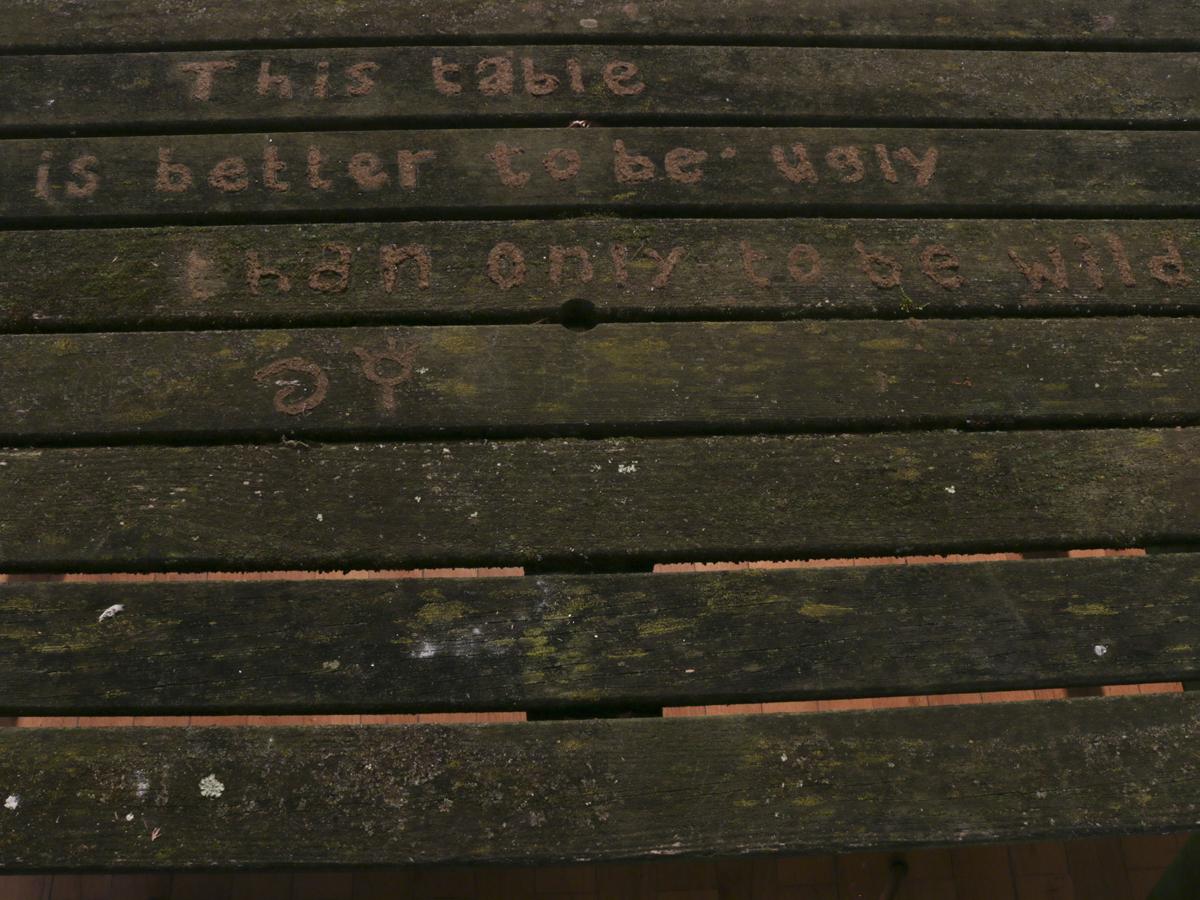 This table
is better to be ugly
than only to be wild